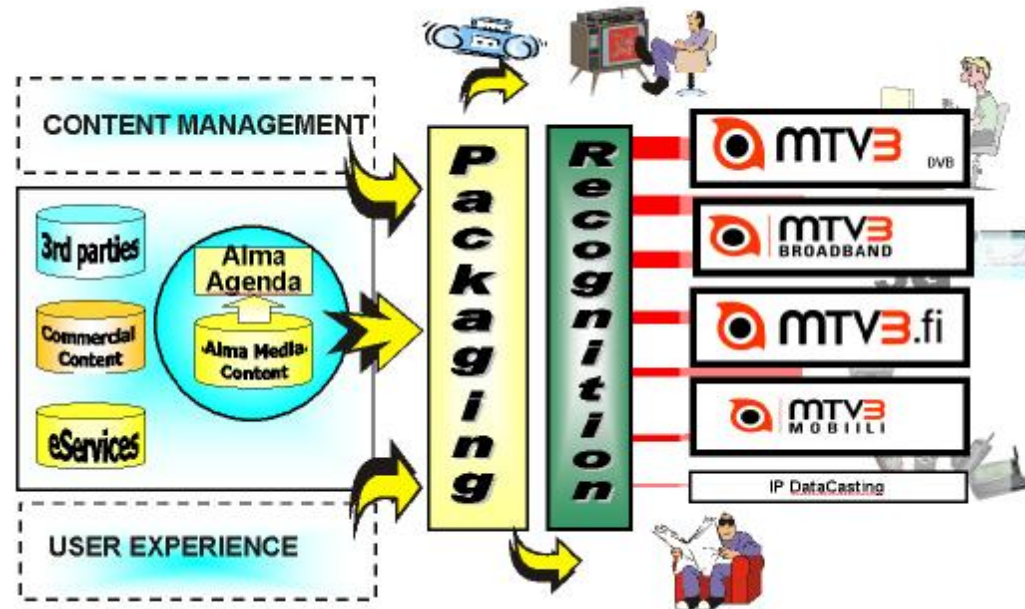 CONTENT MANAGEMENT
3rd parties
Commercial
Content
eServices
Alma
Agenda
Alma Media
Content
USER EXPERIENCE
Packaging
Recognition
MTV3
DVB
MTV3
BROADBAND
MTV3.fi
MTV3
MOBIILI
IP DataCasting